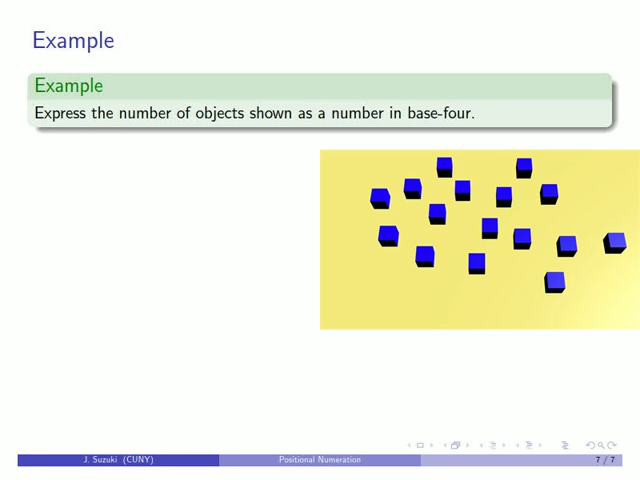 Example
Example
Express the number of objects shown as a number in base-four.
J. Suzuki (CUNY)
Positional Numeration
7 / 7